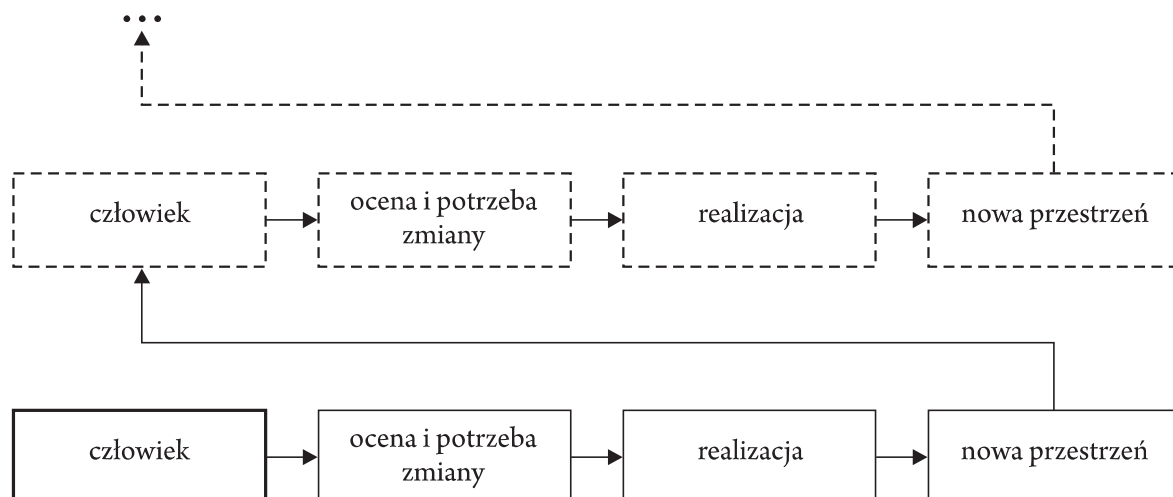 ...
człowiek
ocena i potrzeba
zmiany
realizacja
nowa przestrzeń
człowiek
ocena i potrzeba
zmiany
realizacja
nowa przestrzeń